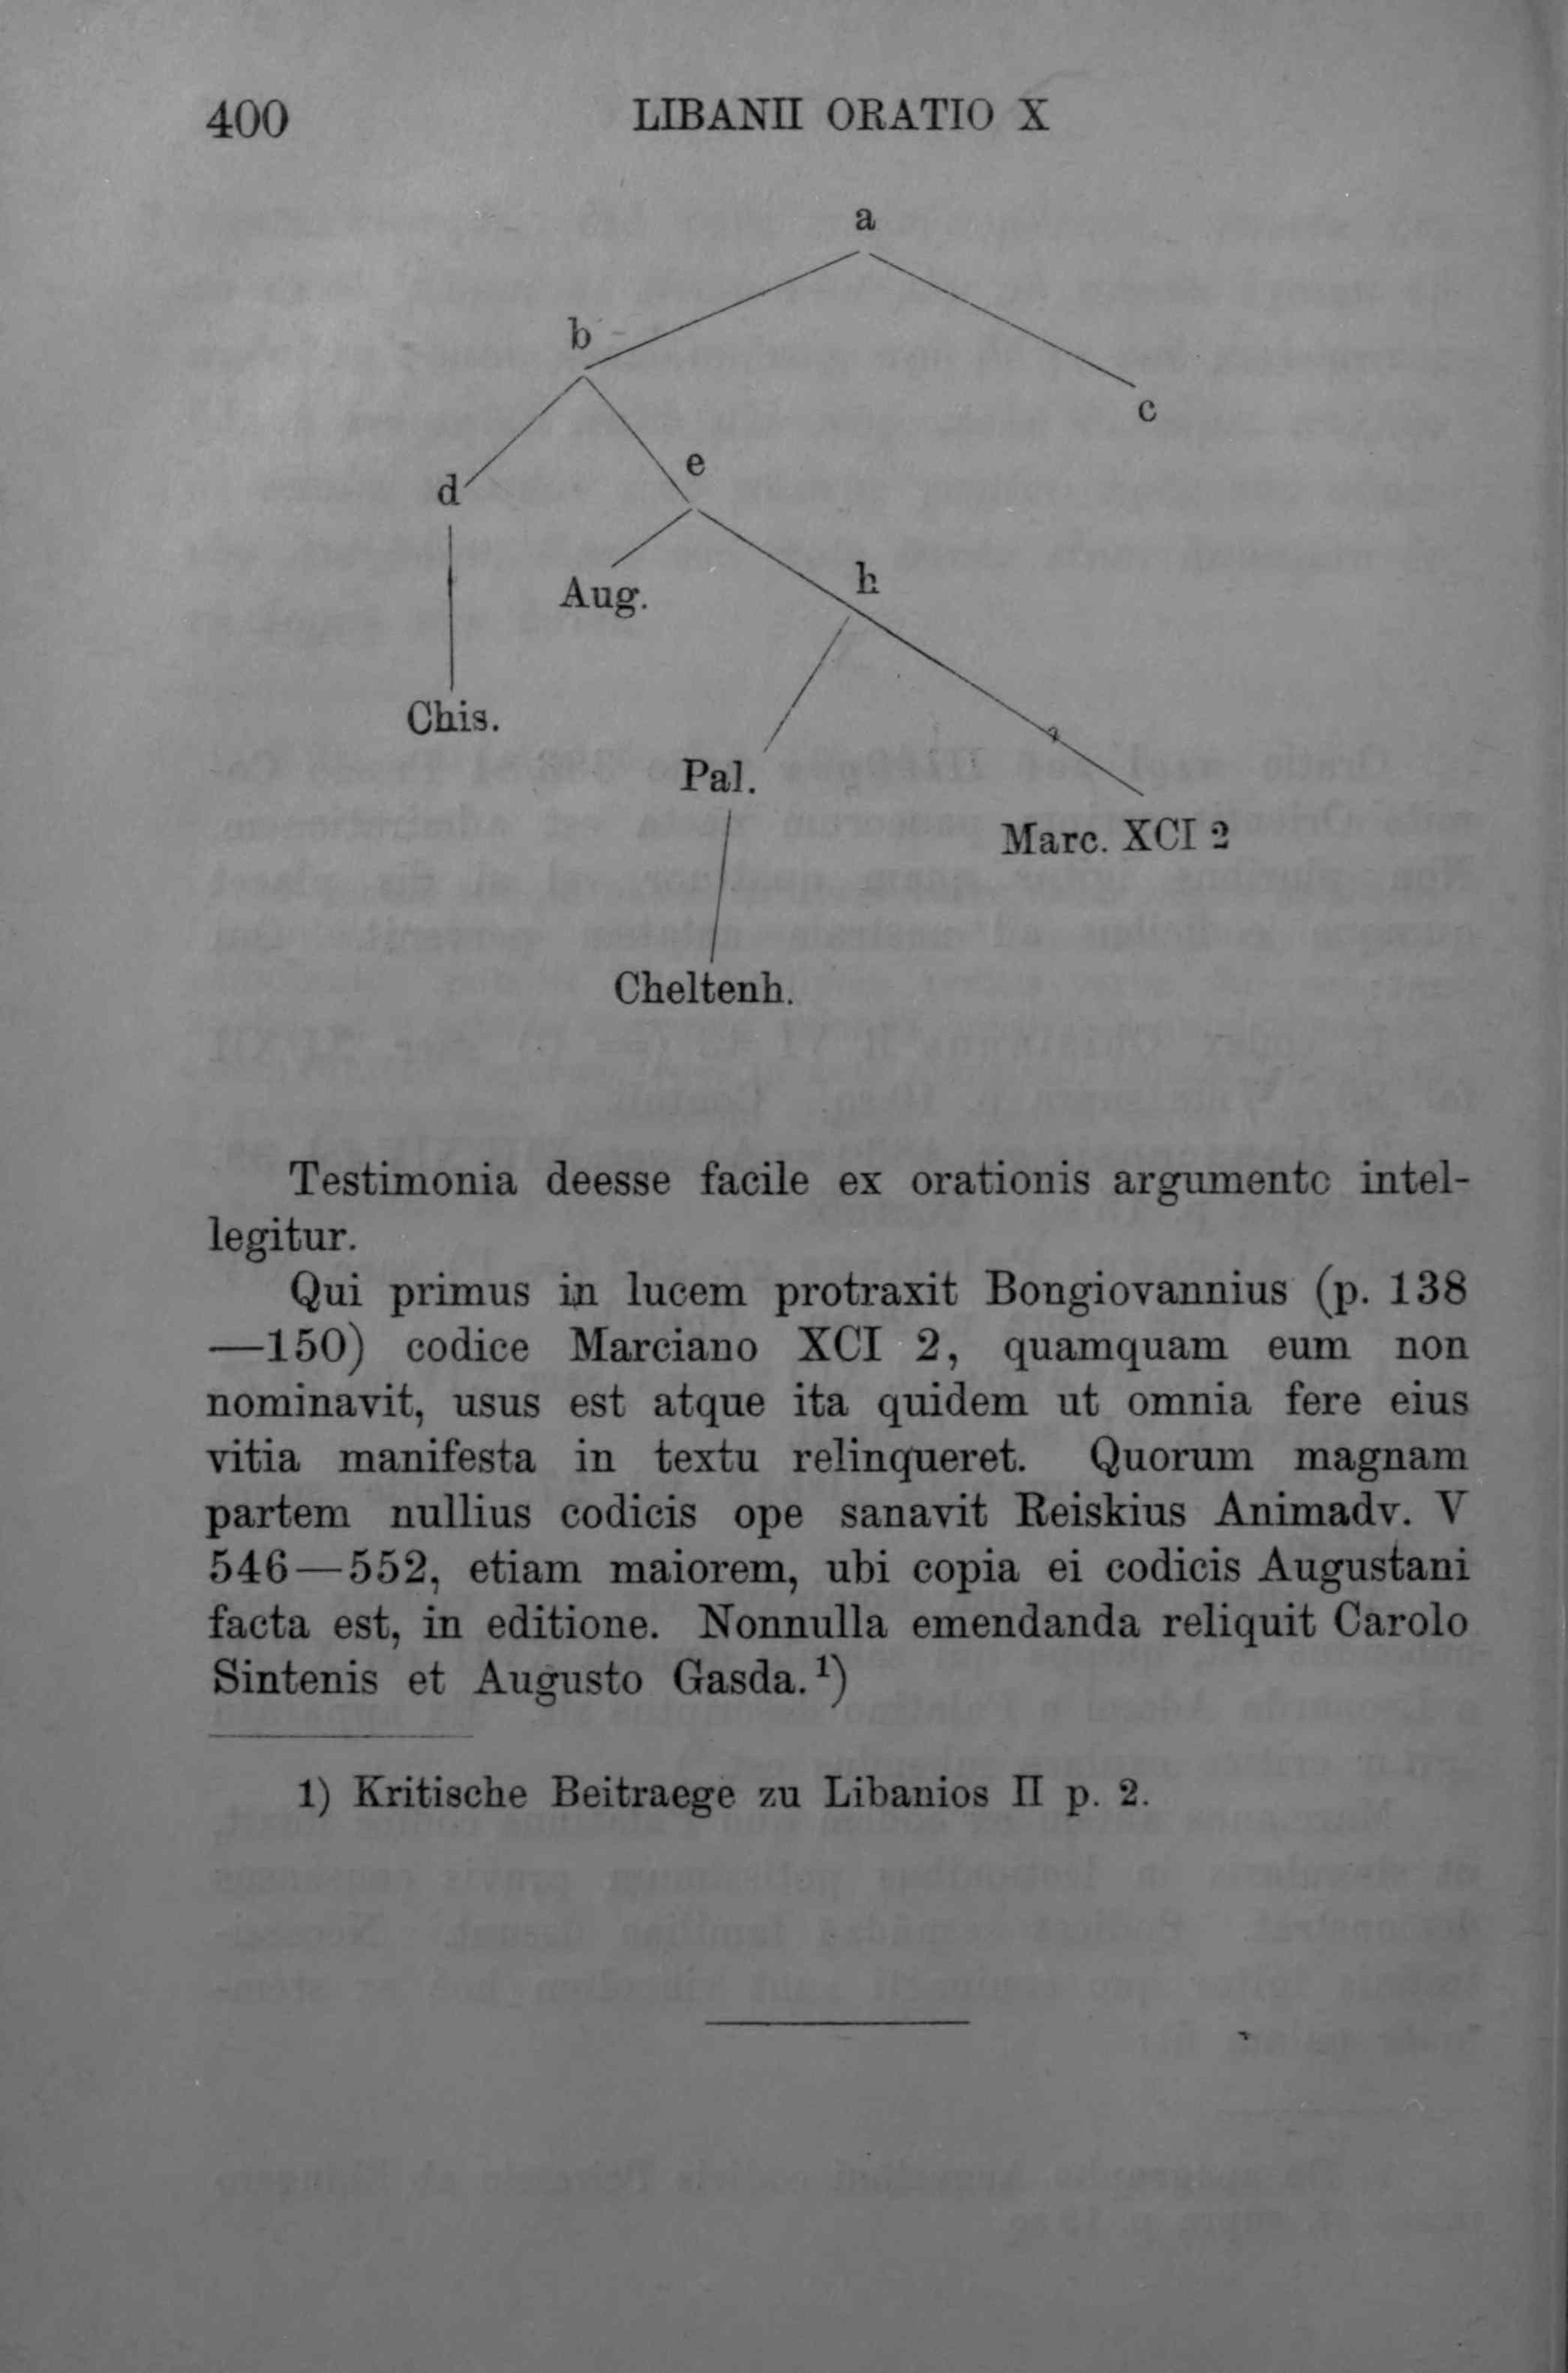 400 LIBANII ORATIO X
a
b
c
d
e
Aug.
h
Chis.
Pal.
Marc. XCI 2
Cheltenh.
Testimonia deesse facile ex orationis argumento intel-
legitur.
Qui primus in lucem protraxit Bongiovannius (p. 138
—150) codice Marciano XCI 2, quamquam eum non
nominavit, usus est atque ita quidem ut omnia fere eius
vitia manifesta in textu relinqueret. Quorum magnam
partem nullius codicis ope sanavit Reiskius Animadv. V
546—552, etiam maiorem, ubi copia ei codicis Augustani
facta est, in editione. Nonnulla emendanda reliquit Carolo
Sintenis et Augusto Gasda.¹)
1) Kritische Beitraege zu Libanios II p. 2.